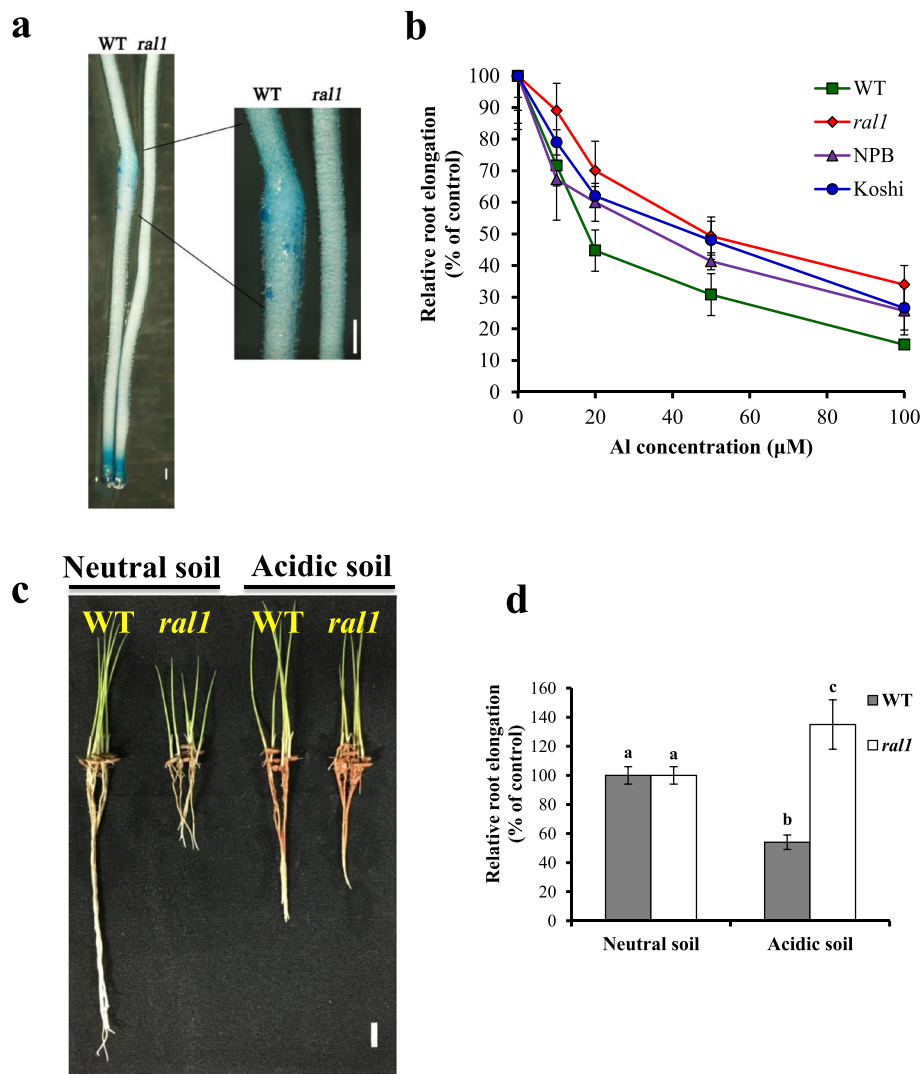 a
WT ral1
WT ral1
b
100
90
80
70
60
50
40
30
20
10
0
0 20 40 60 80 100
Relative root elongation
(% of control)
Al concentration (µM)
WT
ral1
NPB
Koshi
c
Neutral soil Acidic soil
WT ral1 WT ral1
d
160
140
120
100
80
60
40
20
0
Relative root elongation
(% of control)
a a b c
Neutral soil Acidic soil
WT
ral1